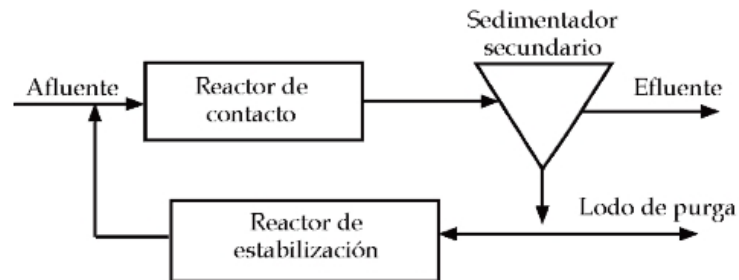 Sedimentador
secundario
Afluente
Reactor de
contacto
Efluente
Lodo de purga
Reactor de
estabilización